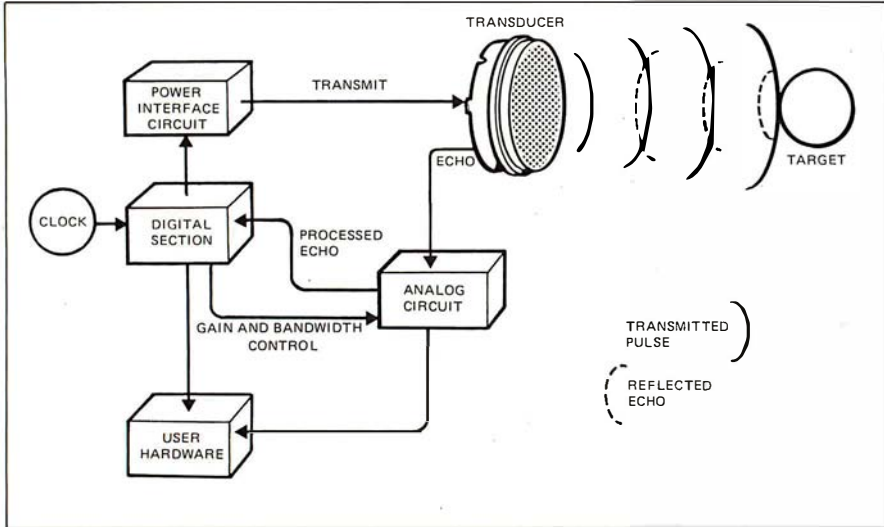 TRANSDUCER
POWER
INTERFACE
CIRCUIT
TRANSMIT
TARGET
ECHO
CLOCK
DIGITAL
SECTION
PROCESSED
ECHO
ANALOG
CIRCUIT
GAIN AND BANDWIDTH
CONTROL
TRANSMITTED
PULSE
REFLECTED
ECHO
USER
HARDWARE